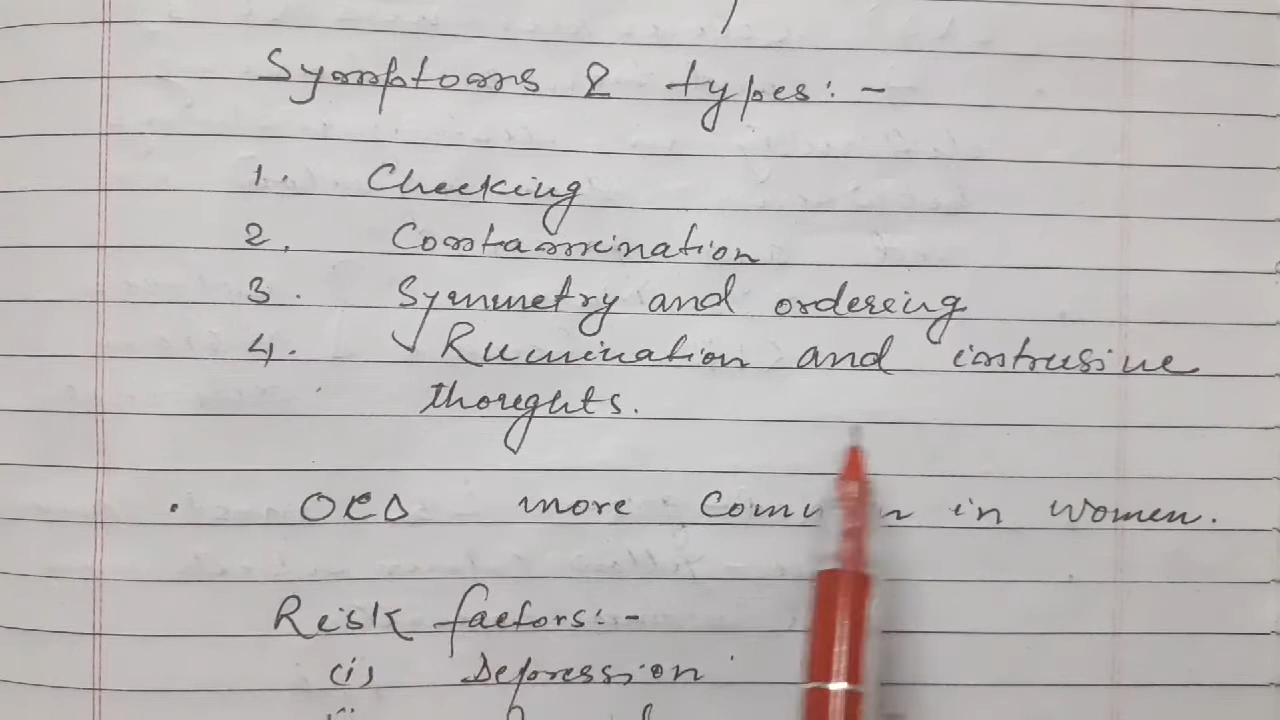 Symptoms & types:-
1. Checking
2. Contamination
3. Symmetry and ordering
4. Rumination and intrusive
thoughts.
• OCD more in women.
Risk factors:-
(i) Depression